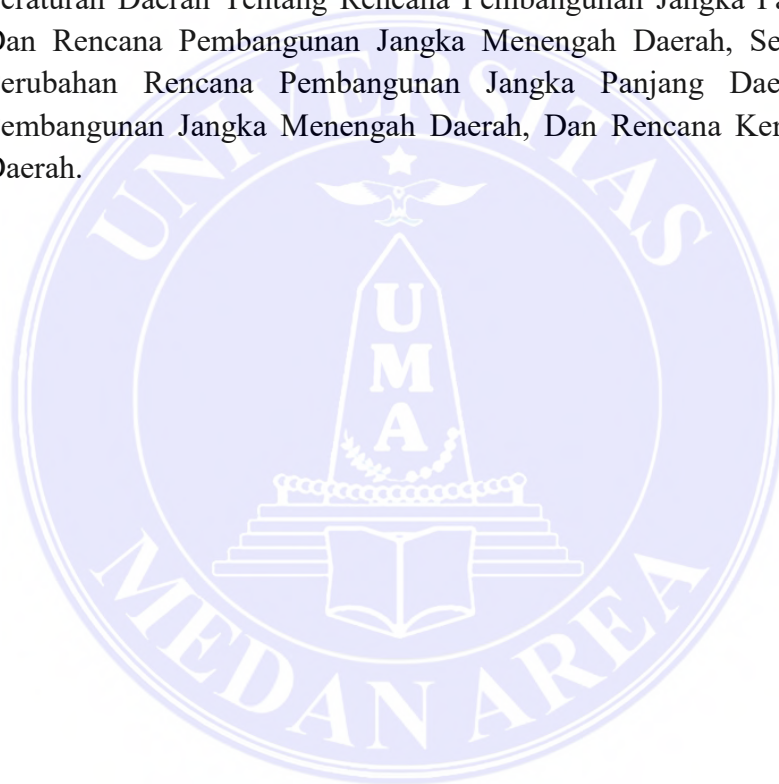 eraturan Daerah Tentang Rencana Pembangunan Jangka Pa
Dan Rencana Pembangunan Jangka Menengah Daerah, Se
erubahan Rencana Pembangunan Jangka Panjang Dae
embangunan Jangka Menengah Daerah, Dan Rencana Ker
Daerah.
UNIVERSITAS
U
M
A
MEDAN AREA